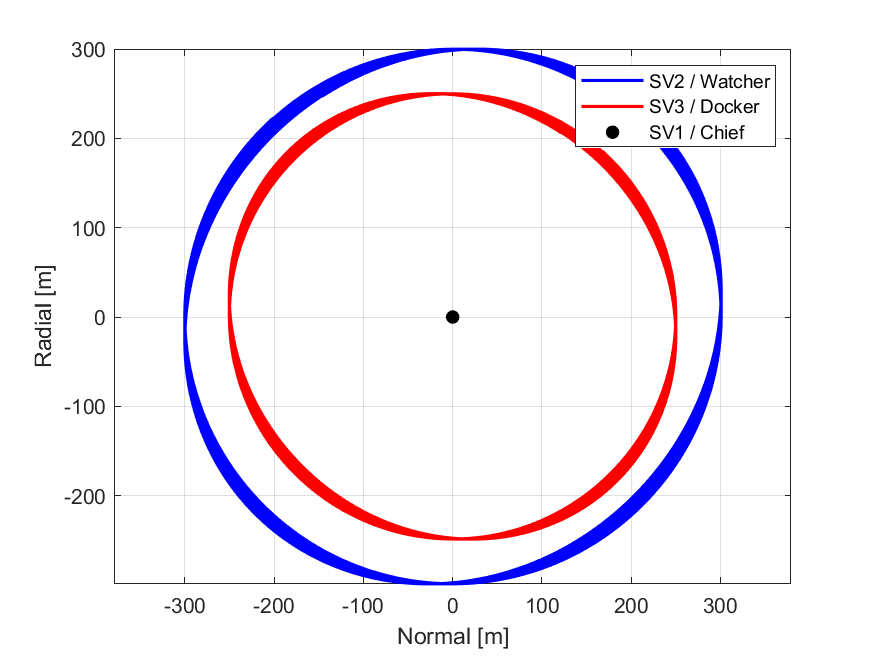 300
200
100
0
-100
-200
Radial [m]
SV2 / Watcher
SV3 / Docker
SV1 / Chief
-300 -200 -100 0 100 200 300
Normal [m]